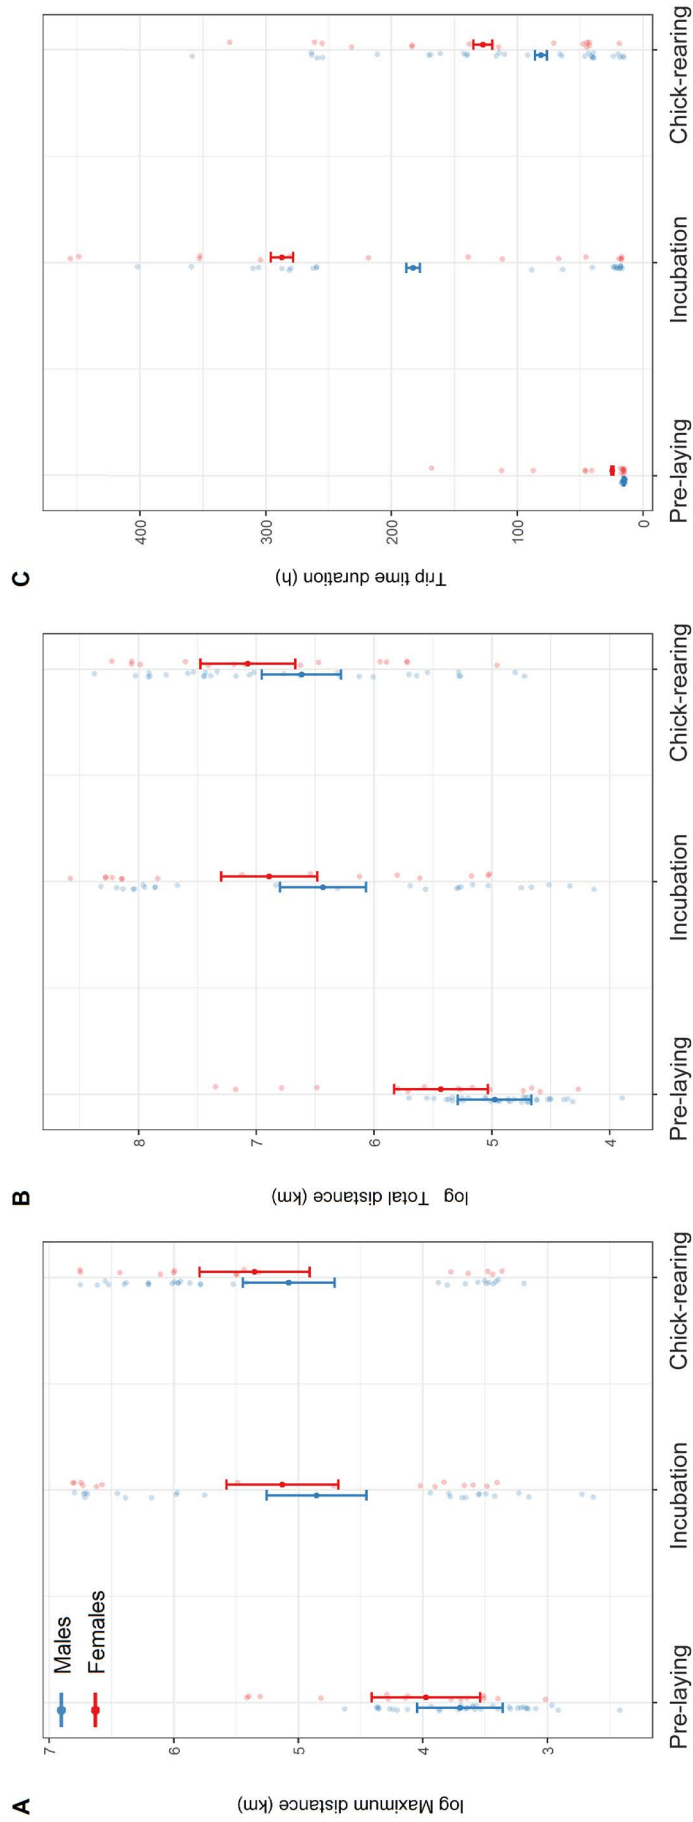 A
log Maximum distance (km)
7
6
5
4
3
Males
Females
Pre-laying
Incubation
Chick-rearing
B
log Total distance (km)
8
7
6
5
4
Pre-laying
Incubation
Chick-rearing
C
Trip time duration (h)
400
300
200
100
0
Pre-laying
Incubation
Chick-rearing